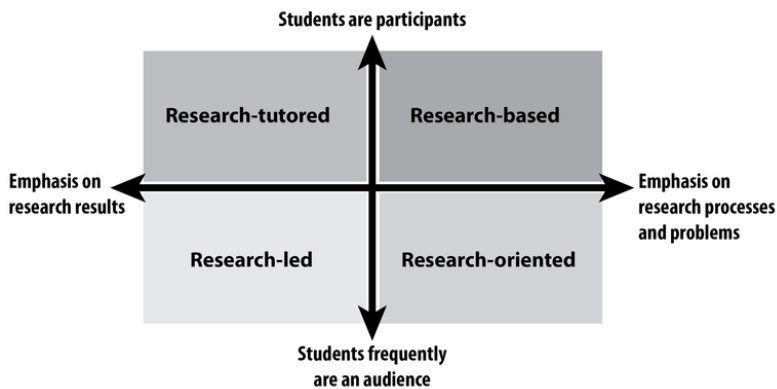 Students are participants
Research-tutored
Research-based
Emphasis on
research results
Emphasis on
research processes
and problems
Research-led
Research-oriented
Students frequently
are an audience